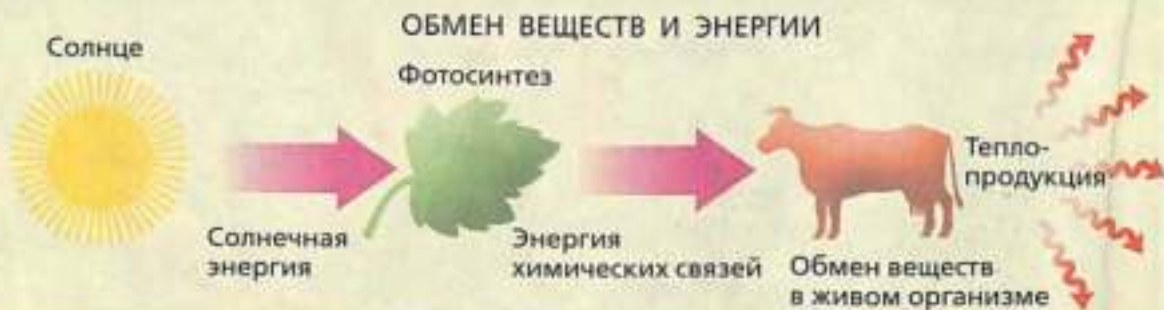 ОБМЕН ВЕЩЕСТВ И ЭНЕРГИИ
Солнце
Фотосинтез
Тепло-
продукция
Солнечная
энергия
Энергия
химических связей
Обмен веществ
в живом организме